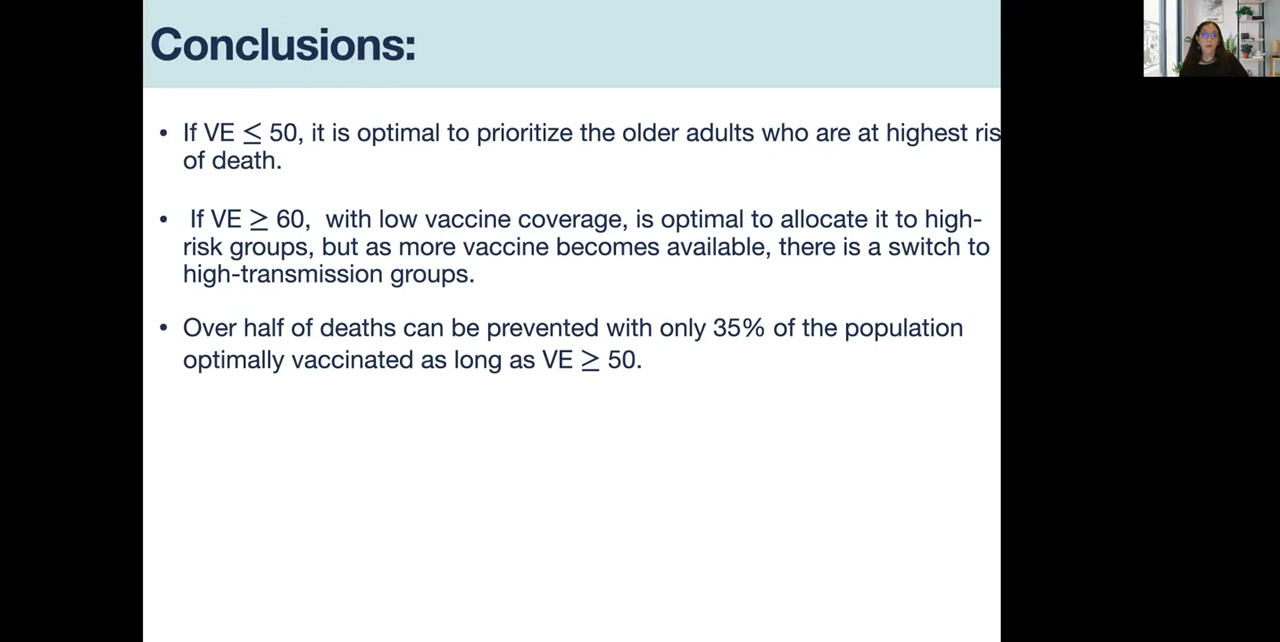 Conclusions:
• If VE ≤ 50, it is optimal to prioritize the older adults who are at highest ris
of death.
• If VE ≥ 60, with low vaccine coverage, is optimal to allocate it to high-
risk groups, but as more vaccine becomes available, there is a switch to
high-transmission groups.
• Over half of deaths can be prevented with only 35% of the population
optimally vaccinated as long as VE ≥ 50.